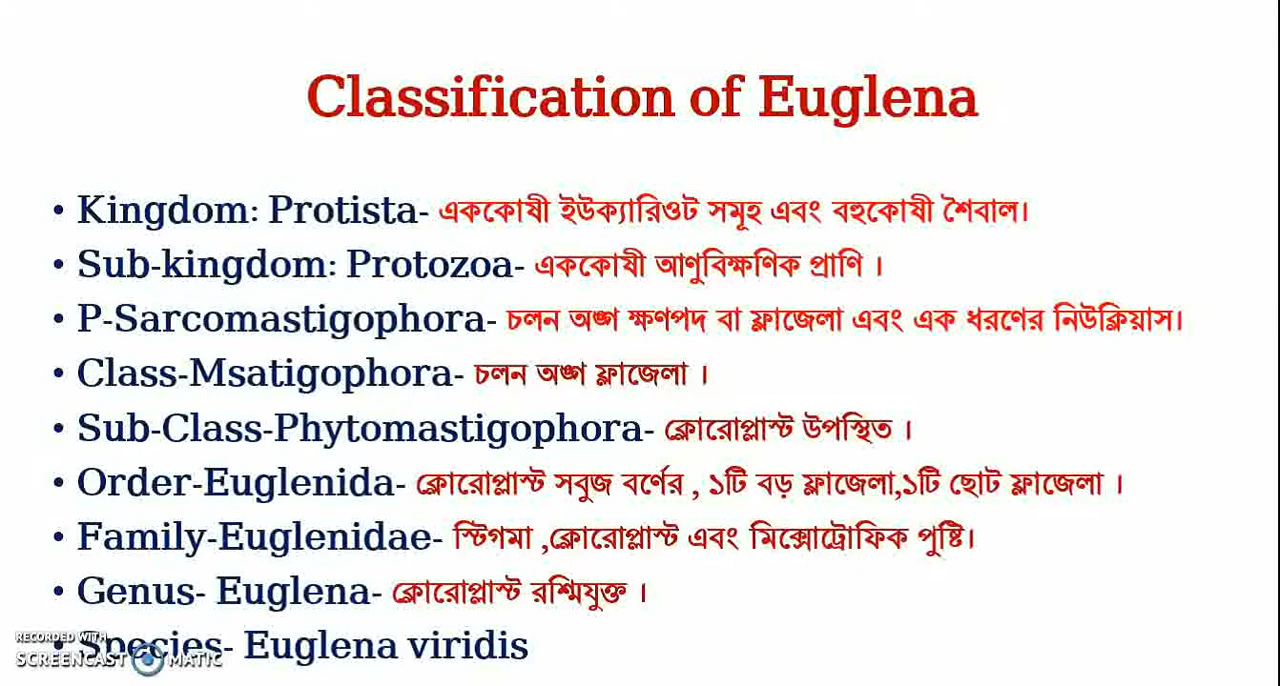 Classification of Euglena
• Kingdom: Protista- এককোষী ইউক্যারিওট সমূহ এবং বহুকোষী শৈবাল।
• Sub-kingdom: Protozoa- এককোষী আণুবিক্ষণিক প্রাণি ।
• P-Sarcomastigophora- চলন অঙ্গ ক্ষণপদ বা ফ্লাজেলা এবং এক ধরণের নিউক্লিয়াস।
• Class-Msatigophora- চলন অঙ্গ ফ্লাজেলা ।
• Sub-Class-Phytomastigophora- ক্লোরোপ্লাস্ট উপস্থিত ।
• Order-Euglenida- ক্লোরোপ্লাস্ট সবুজ বর্ণের , ১টি বড় ফ্লাজেলা,১টি ছোট ফ্লাজেলা ।
• Family-Euglenidae- স্টিগমা ,ক্লোরোপ্লাস্ট এবং মিক্সোট্রোফিক পুষ্টি।
• Genus- Euglena- ক্লোরোপ্লাস্ট রশ্মিযুক্ত ।
• Species- Euglena viridis
RECORDED WITH
SCREENCAST MATIC